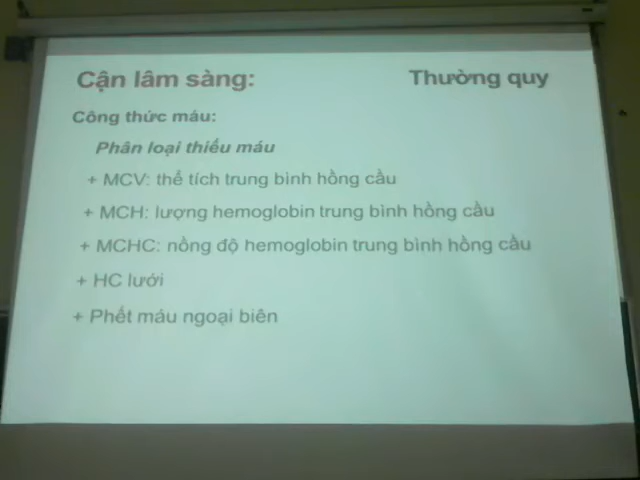 Cận lâm sàng: Thường quy
Công thức máu:
Phân loại thiếu máu
+ MCV: thể tích trung bình hồng cầu
+ MCH: lượng hemoglobin trung bình hồng cầu
+ MCHC: nồng độ hemoglobin trung bình hồng cầu
+ HC lưới
+ Phết máu ngoại biên